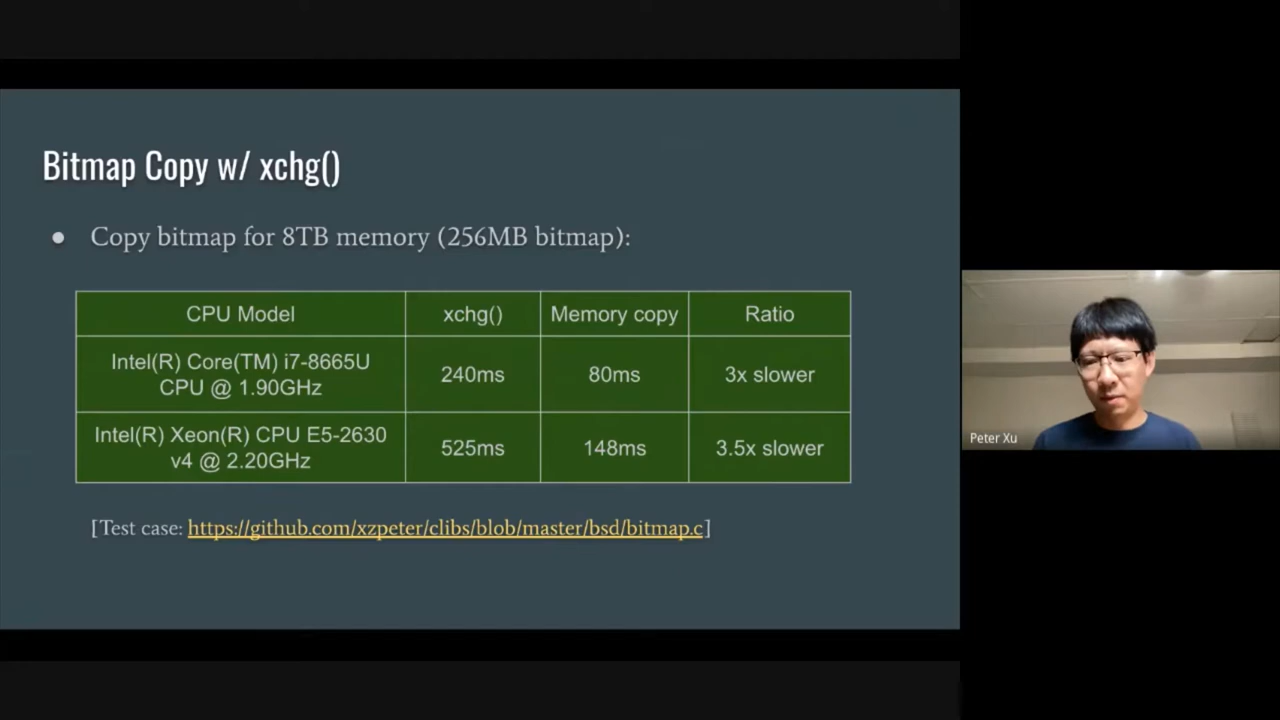 Bitmap Copy w/ xchg()
● Copy bitmap for 8TB memory (256MB bitmap):
CPU Model xchg() Memory copy Ratio
Intel(R) Core(TM) i7-8665U
CPU @ 1.90GHz 240ms 80ms 3x slower
Intel(R) Xeon(R) CPU E5-2630
v4 @ 2.20GHz 525ms 148ms 3.5x slower
[Test case: https://github.com/xzpeter/clibs/blob/master/bsd/bitmap.c]
Peter Xu